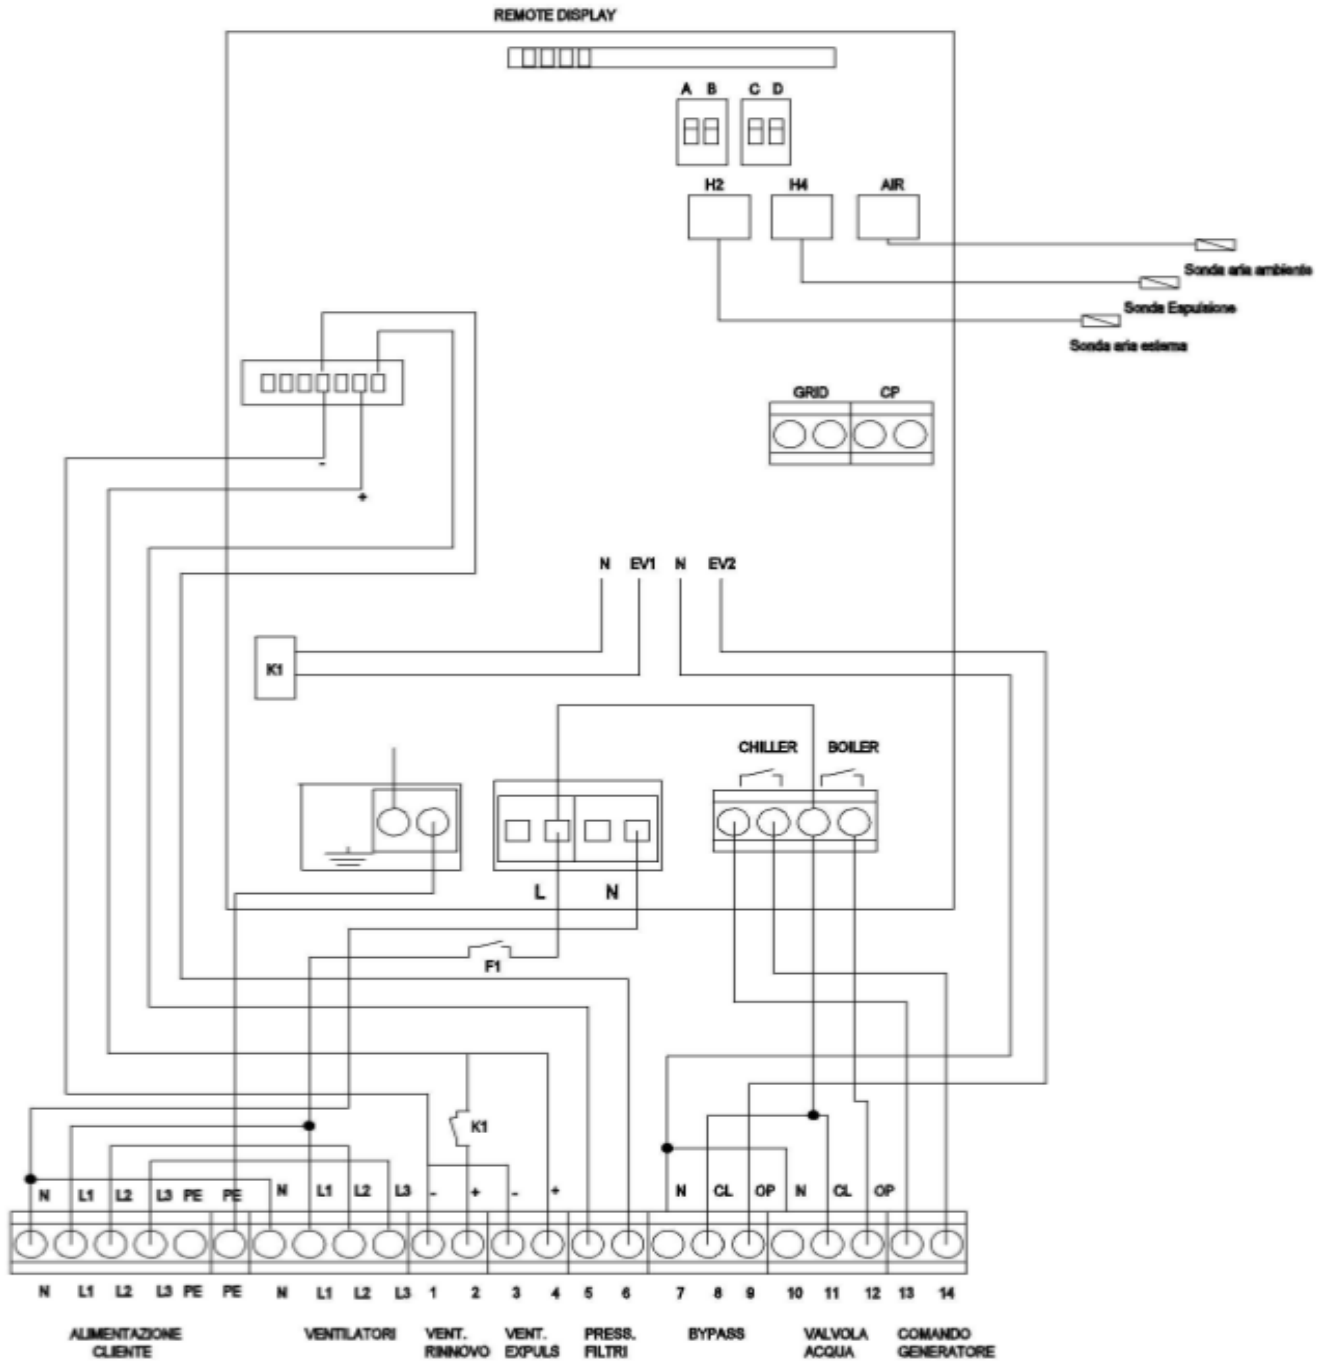 REMOTE DISPLAY
A B C D
H2 H4 AIR
Sonda aria ambiente
Sonda Espulsione
Sonda aria esterna
GRID CP
-
+
N EV1 N EV2
K1
CHILLER BOILER
L N
F1
K1
N L1 L2 L3 PE PE N L1 L2 L3 - + - + N CL OP N CL OP
N L1 L2 L3 PE PE N L1 L2 L3 1 2 3 4 5 6 7 8 9 10 11 12 13 14
ALIMENTAZIONE CLIENTE
VENTILATORI
VENT. RINNOVO
VENT. EXPULS
PRESS. FILTRI
BYPASS
VALVOLA ACQUA
COMANDO GENERATORE